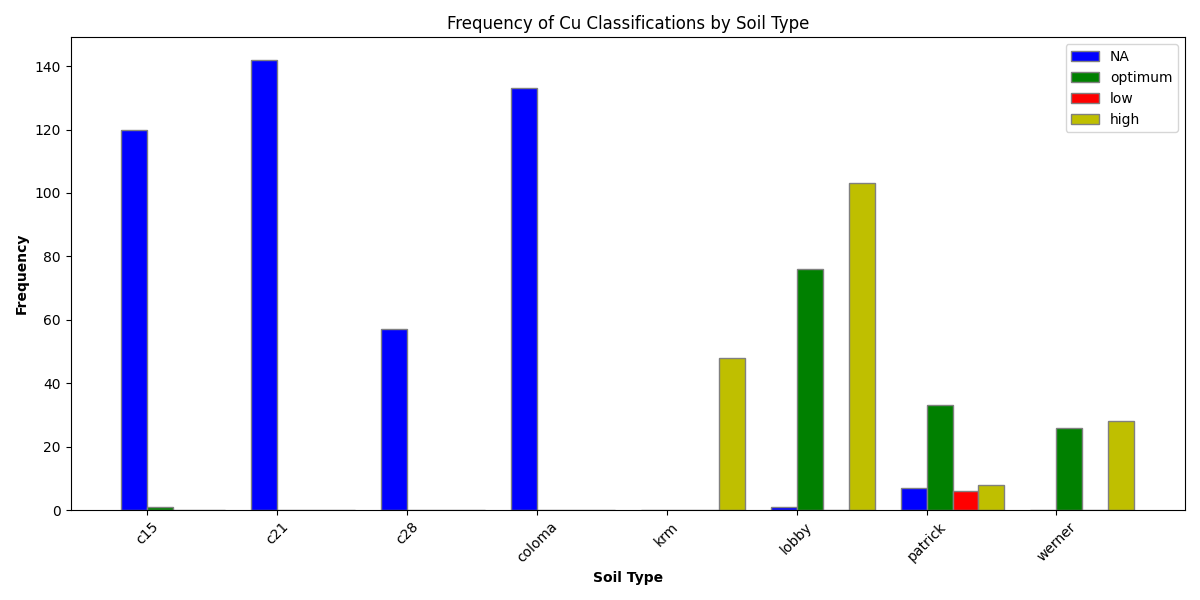 Frequency of Cu Classifications by Soil Type
NA
optimum
low
high
140
120
100
80
60
40
20
0
Frequency
c15
c21
c28
coloma
krm
lobby
patrick
werner
Soil Type